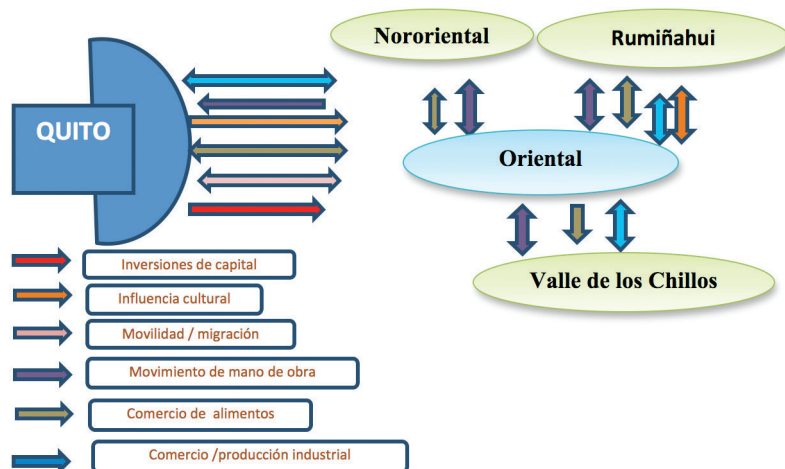 Nororiental
Rumiñahui
QUITO
Oriental
Valle de los Chillos
Inversiones de capital
Influencia cultural
Movilidad / migración
Movimiento de mano de obra
Comercio de alimentos
Comercio /producción industrial